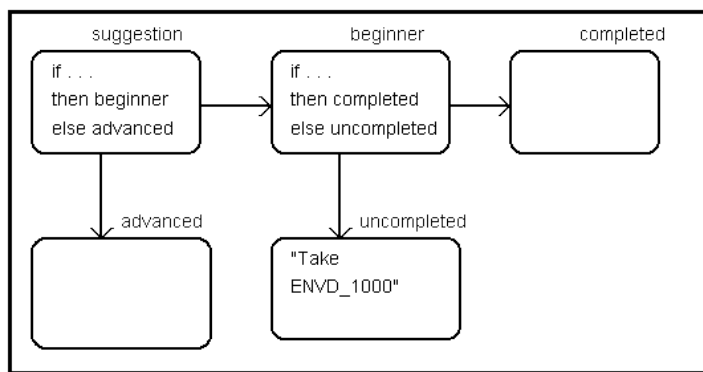 suggestion
if . . .
then beginner
else advanced
beginner
if . . .
then completed
else uncompleted
completed
advanced
uncompleted
"Take
ENVD_1000"